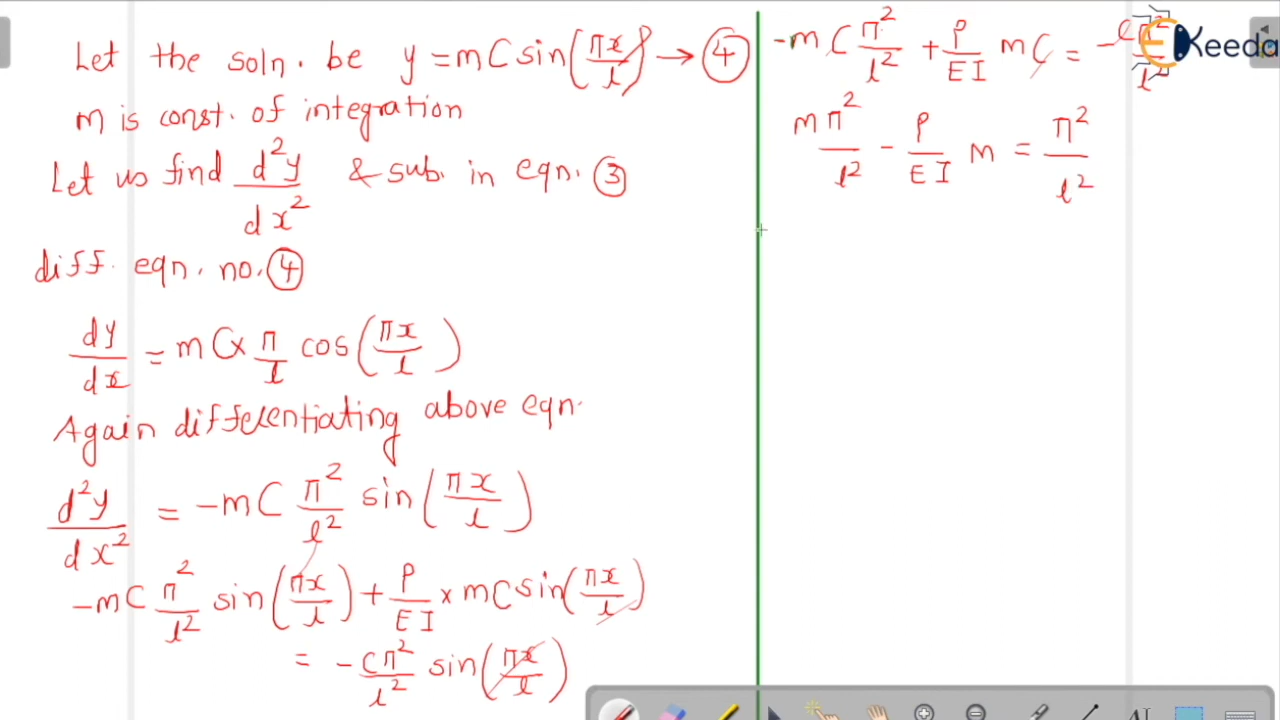 Let the soln. be y = mC sin(πx/l) → ④
m is const. of integration
Let us find d²y/dx² & sub. in eqn. ③
diff. eqn. no. ④
dy/dx = mC x π/l cos(πx/l)
Again differentiating above eqn.
d²y/dx² = -mC π²/l² sin(πx/l)
-mC π²/l² sin(πx/l) + P/EI x mC sin(πx/l)
= -Cπ²/l² sin(πx/l)
-mC π²/l² + P/EI mC = -Cπ²/l²
mπ²/l² - P/EI m = π²/l²
Ekeeda